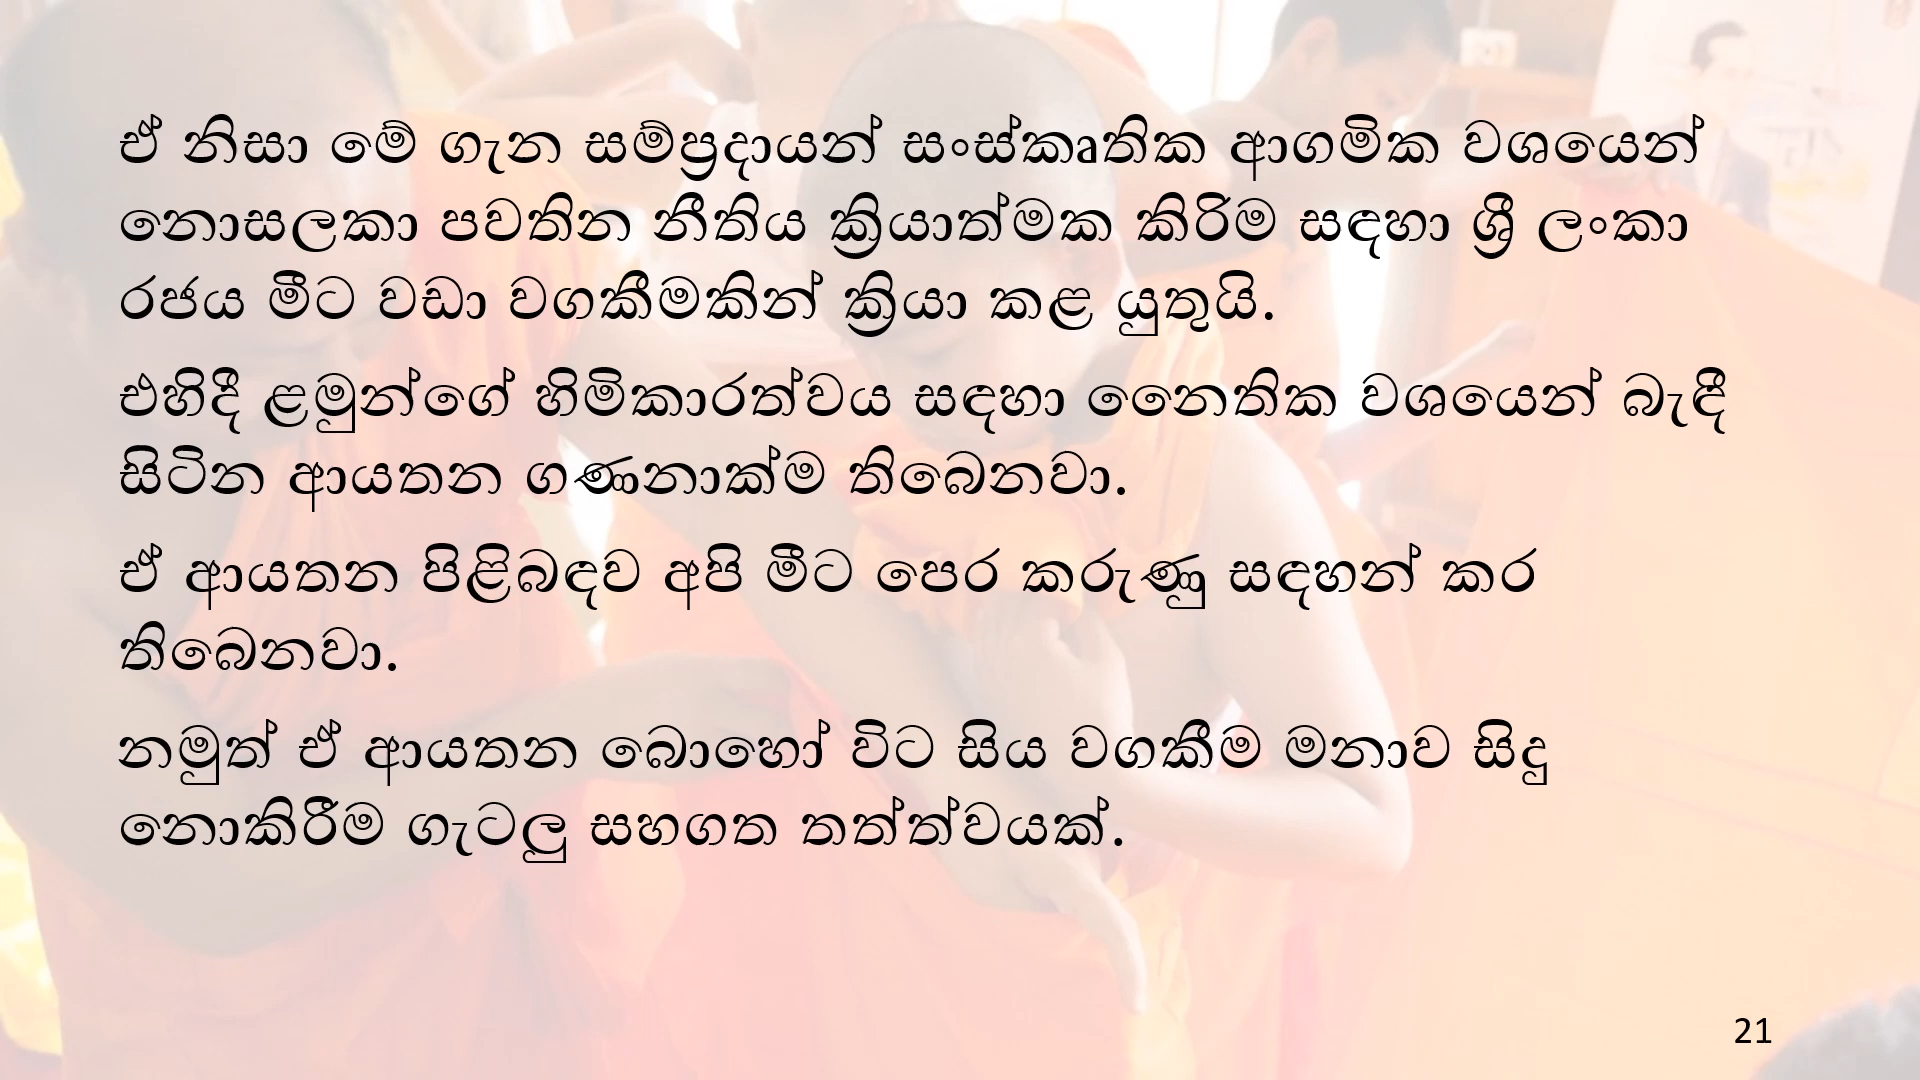 ඒ නිසා මේ ගැන සම්ප්‍රදායන් සංස්කෘතික ආගමික වශයෙන්
නොසලකා පවතින නීතිය ක්‍රියාත්මක කිරිම සඳහා ශ්‍රී ලංකා
රජය මීට වඩා වගකීමකින් ක්‍රියා කළ යුතුයි.
එහිදී ළමුන්ගේ හිමිකාරත්වය සඳහා නෛතික වශයෙන් බැඳී
සිටින ආයතන ගණනාක්ම තිබෙනවා.
ඒ ආයතන පිළිබඳව අපි මීට පෙර කරුණු සඳහන් කර
තිබෙනවා.
නමුත් ඒ ආයතන බොහෝ විට සිය වගකීම මනාව සිදු
නොකිරීම ගැටලු සහගත තත්ත්වයක්.
21